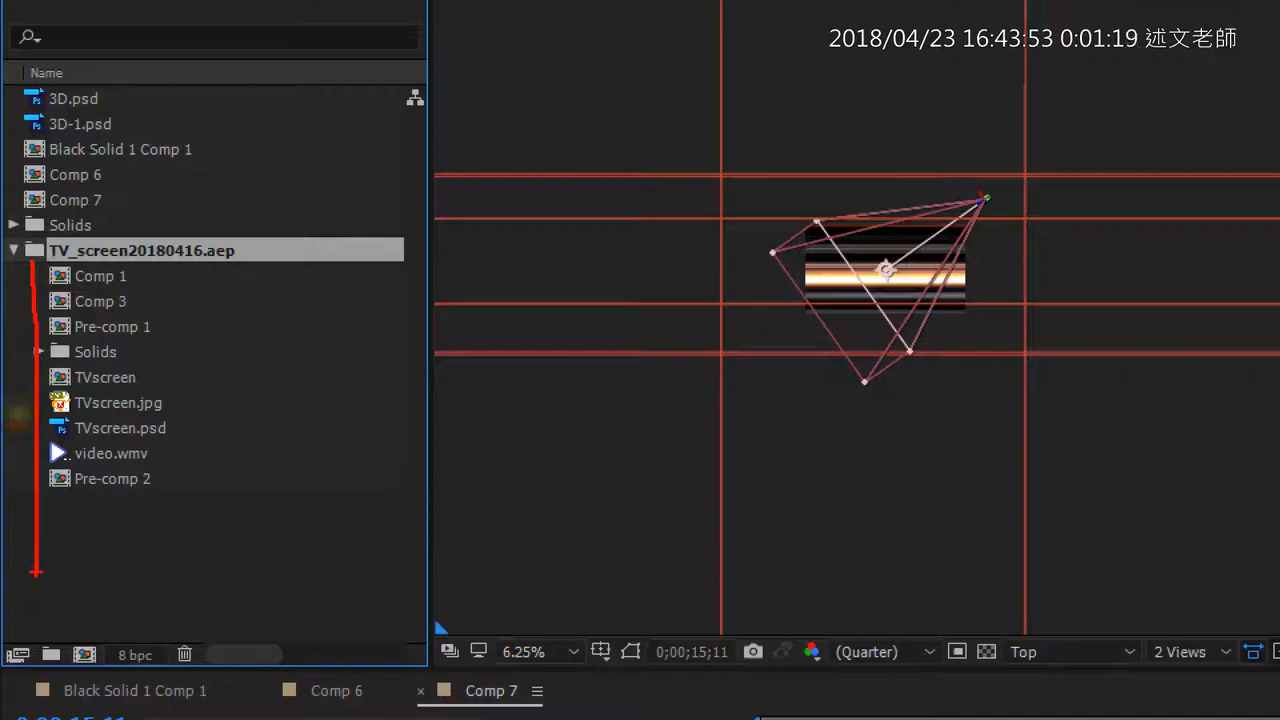 2018/04/23 16:43:53 0:01:19 述文老師
Name
3D.psd
3D-1.psd
Black Solid 1 Comp 1
Comp 6
Comp 7
Solids
TV_screen20180416.aep
Comp 1
Comp 3
Pre-comp 1
Solids
TVscreen
TVscreen.jpg
TVscreen.psd
video.wmv
Pre-comp 2
8 bpc
6.25%
0;00;15;11
(Quarter)
Top
2 Views
Black Solid 1 Comp 1
Comp 6
× Comp 7